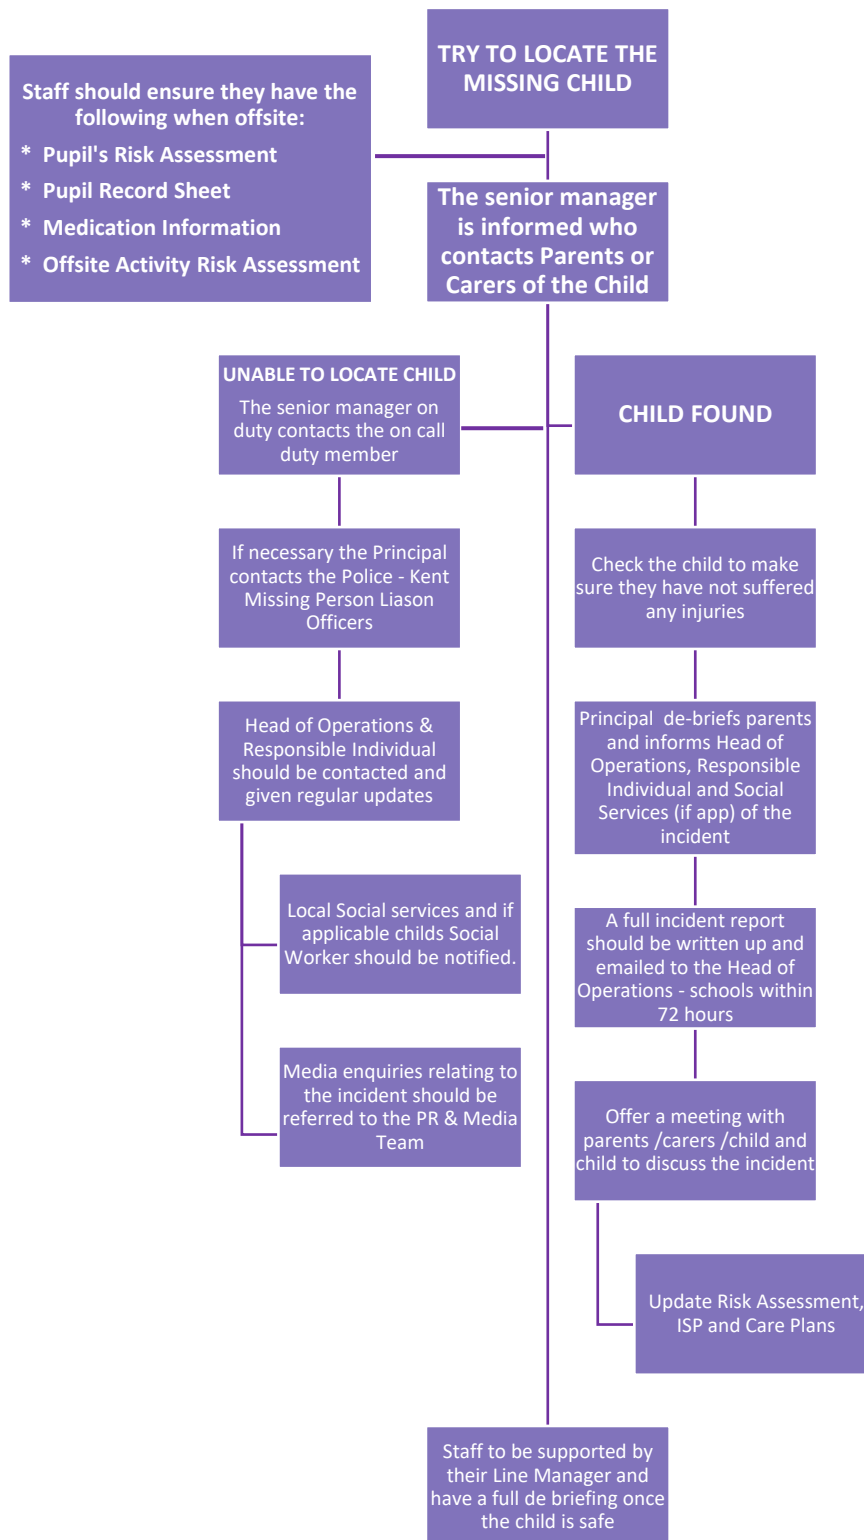 TRY TO LOCATE THE
MISSING CHILD
Staff should ensure they have the
following when offsite:
* Pupil's Risk Assessment
* Pupil Record Sheet
* Medication Information
* Offsite Activity Risk Assessment
The senior manager
is informed who
contacts Parents or
Carers of the Child
UNABLE TO LOCATE CHILD
The senior manager on
duty contacts the on call
duty member
If necessary the Principal
contacts the Police - Kent
Missing Person Liason
Officers
Head of Operations &
Responsible Individual
should be contacted and
given regular updates
Local Social services and if
applicable childs Social
Worker should be notified.
Media enquiries relating to
the incident should be
referred to the PR & Media
Team
CHILD FOUND
Check the child to make
sure they have not suffered
any injuries
Principal de-briefs parents
and informs Head of
Operations, Responsible
Individual and Social
Services (if app) of the
incident
A full incident report
should be written up and
emailed to the Head of
Operations - schools within
72 hours
Offer a meeting with
parents /carers /child and
child to discuss the incident
Update Risk Assessment,
ISP and Care Plans
Staff to be supported by
their Line Manager and
have a full de briefing once
the child is safe